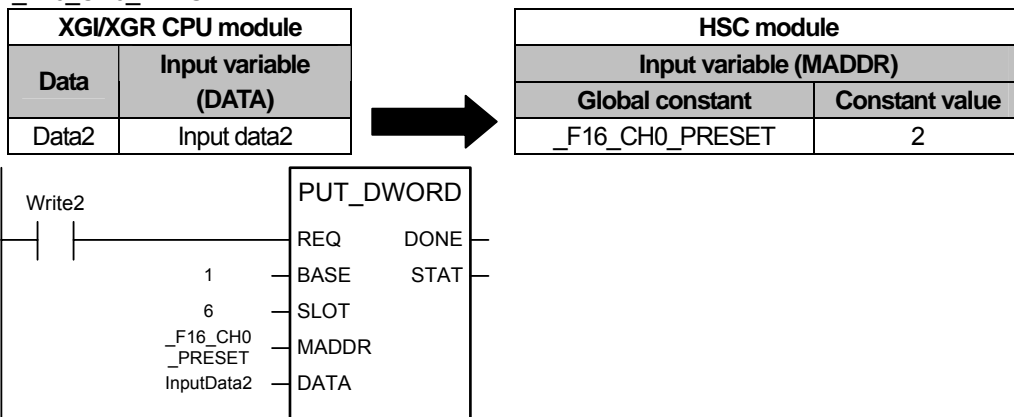 XGI/XGR CPU module
HSC module
Data
Input variable
(DATA)
Input variable (MADDR)
Global constant
Constant value
Data2
Input data2
_F16_CH0_PRESET
2
Write2
PUT_DWORD
REQ
DONE
1
BASE
STAT
6
SLOT
_F16_CH0
_PRESET
MADDR
InputData2
DATA